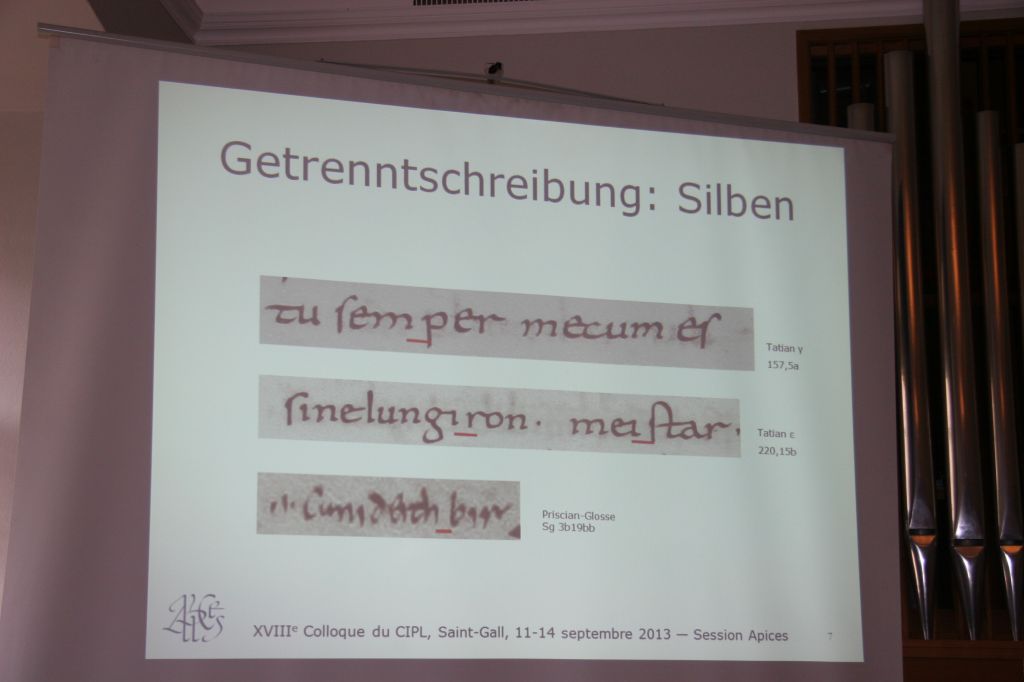 Getrenntschreibung: Silben
tu semper mecum es
Tatian γ
157,5a
sinelungiron. meistar.
Tatian ε
220,15b
Priscian-Glosse
Sg 3b19bb
Apices
XVIIIᵉ Colloque du CIPL, Saint-Gall, 11-14 septembre 2013 — Session Apices
7